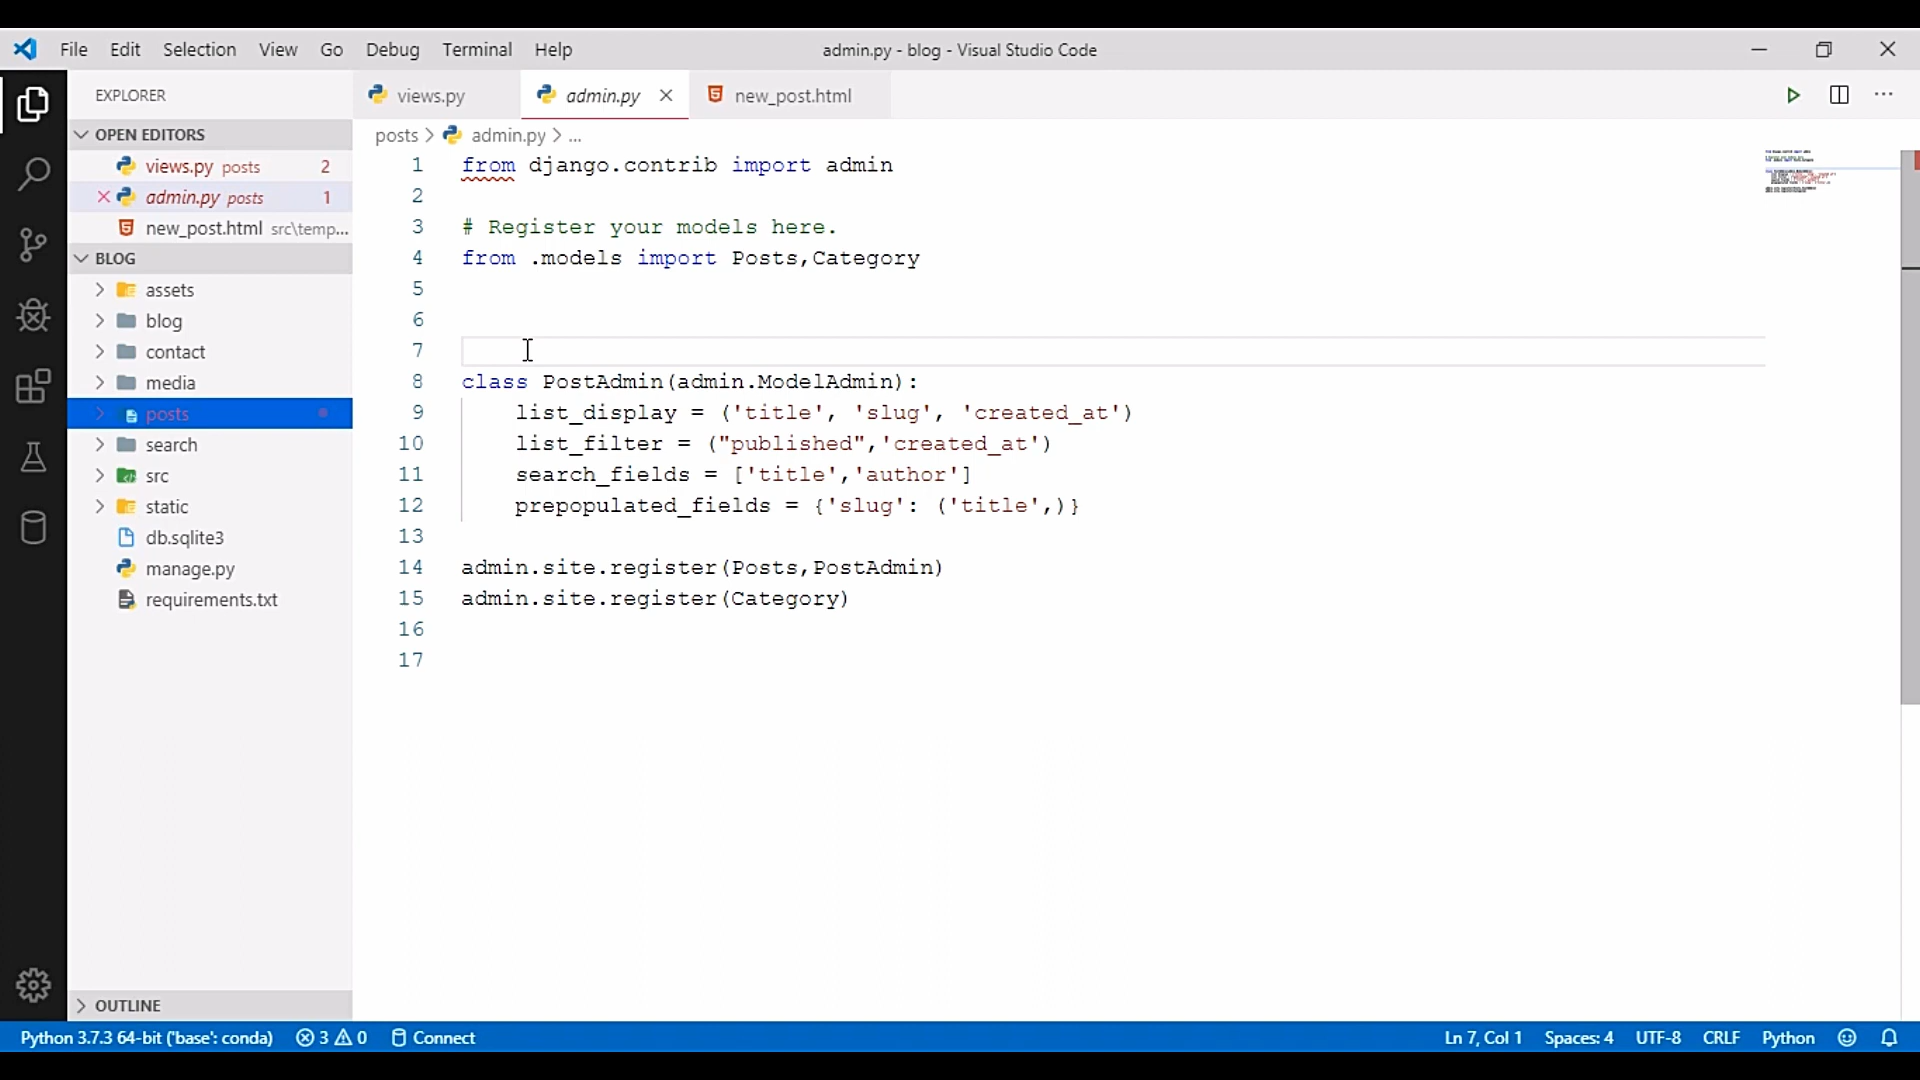 File Edit Selection View Go Debug Terminal Help admin.py - blog - Visual Studio Code
EXPLORER
views.py admin.py new_post.html
OPEN EDITORS
views.py posts 2
admin.py posts 1
new_post.html src\temp...
BLOG
assets
blog
contact
media
posts
search
src
static
db.sqlite3
manage.py
requirements.txt
OUTLINE
posts > admin.py > ...
1 from django.contrib import admin
2
3 # Register your models here.
4 from .models import Posts,Category
5
6
7
8 class PostAdmin(admin.ModelAdmin):
9 list_display = ('title', 'slug', 'created_at')
10 list_filter = ("published",'created_at')
11 search_fields = ['title','author']
12 prepopulated_fields = {'slug': ('title',)}
13
14 admin.site.register(Posts,PostAdmin)
15 admin.site.register(Category)
16
17
Python 3.7.3 64-bit ('base': conda) 3 0 Connect Ln 7, Col 1 Spaces: 4 UTF-8 CRLF Python